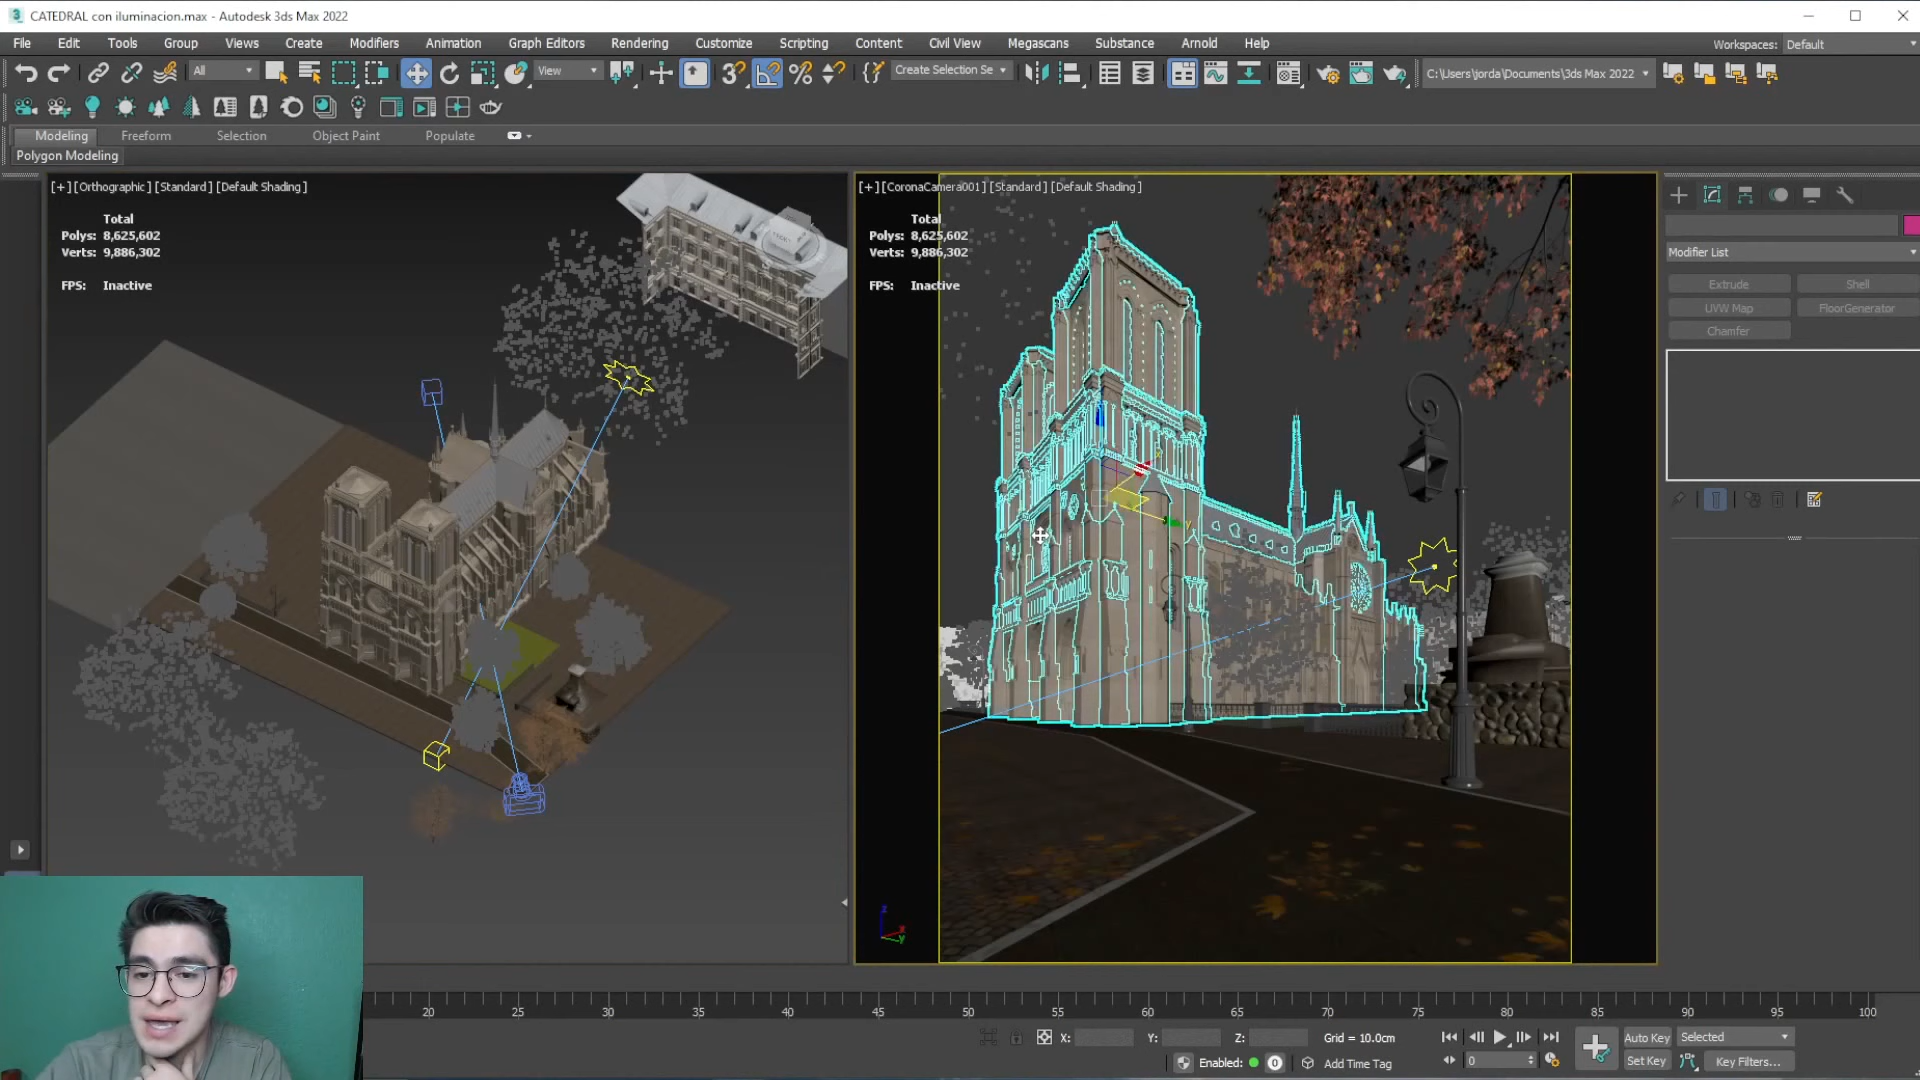 CATEDRAL con iluminacion.max - Autodesk 3ds Max 2022
File Edit Tools Group Views Create Modifiers Animation Graph Editors Rendering Customize Scripting Content Civil View Megascans Substance Arnold Help
Workspaces: Default
All View Create Selection Se C:\Users\jorda\Documents\3ds Max 2022
Modeling Freeform Selection Object Paint Populate
Polygon Modeling
[+] [Orthographic] [Standard] [Default Shading]
Total
Polys: 8,625,602
Verts: 9,886,302
FPS: Inactive
[+] [CoronaCamera001] [Standard] [Default Shading]
Total
Polys: 8,625,602
Verts: 9,886,302
FPS: Inactive
Modifier List
Extrude Shell
UVW Map FloorGenerator
Chamfer
z
x
y
20 25 30 35 40 45 50 55 60 65 70 75 80 85 90 95 100
X: Y: Z: Grid = 10.0cm
Auto Key Selected
Enabled: 0 Add Time Tag
0
Set Key Key Filters...